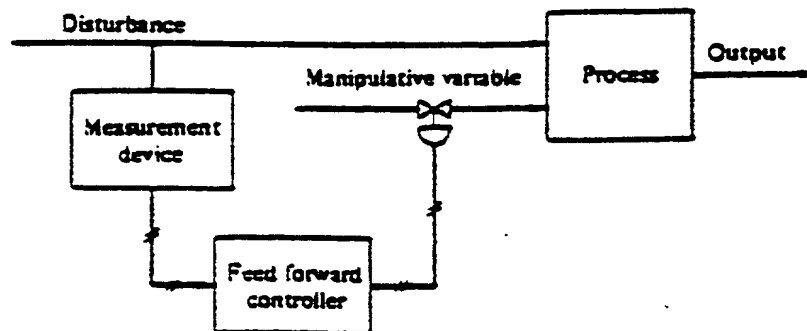 Disturbance
Output
Manipulative variable
Process
Measurement
device
Feed forward
controller